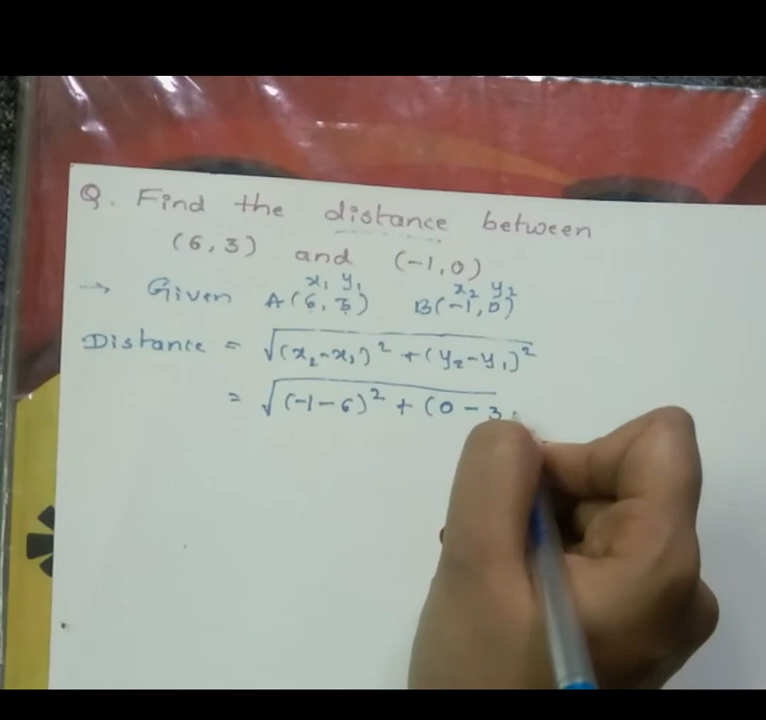 Q. Find the distance between
(6, 3) and (-1, 0)
x₁ y₁ x₂ y₂
→ Given A(6, 3) B(-1, 0)
Distance = √(x₂-x₁)² + (y₂-y₁)²
= √(-1-6)² + (0-3